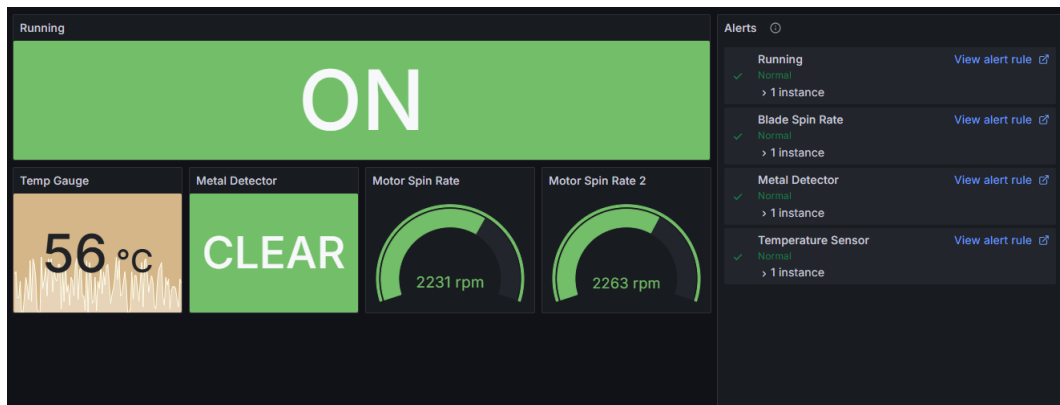 Running
ON
Temp Gauge
56 °C
Metal Detector
CLEAR
Motor Spin Rate
2231 rpm
Motor Spin Rate 2
2263 rpm
Alerts
Running
View alert rule
Normal
1 instance
Blade Spin Rate
View alert rule
Normal
1 instance
Metal Detector
View alert rule
Normal
1 instance
Temperature Sensor
View alert rule
Normal
1 instance